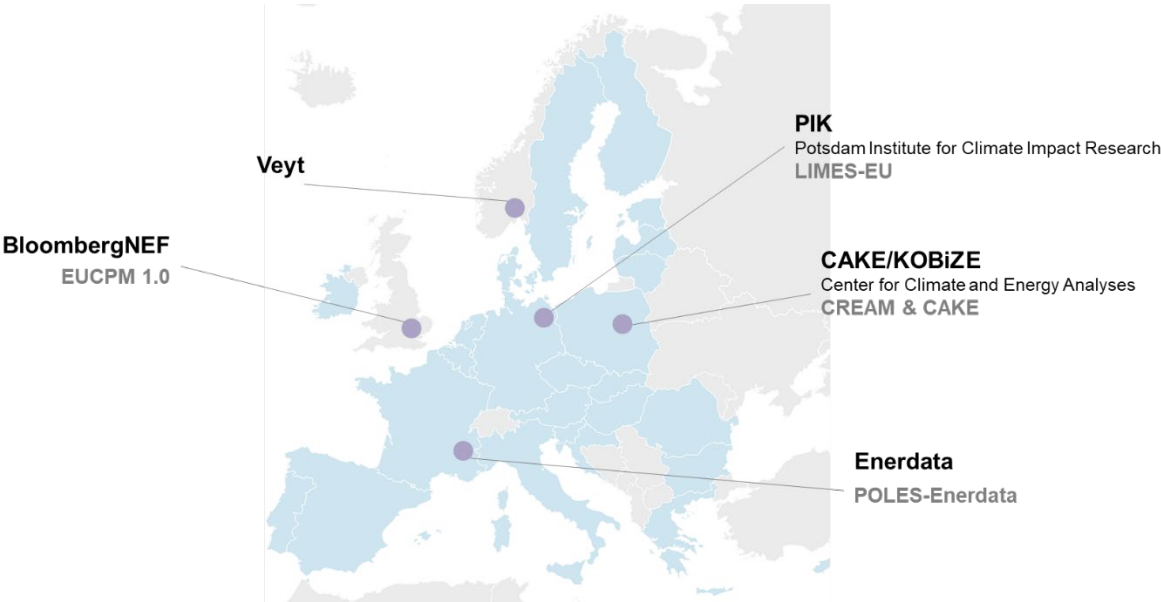 PIK
Potsdam Institute for Climate Impact Research
LIMES-EU
Veyt
BloombergNEF
EUCPM 1.0
CAKE/KOBiZE
Center for Climate and Energy Analyses
CREAM & CAKE
Enerdata
POLES-Enerdata